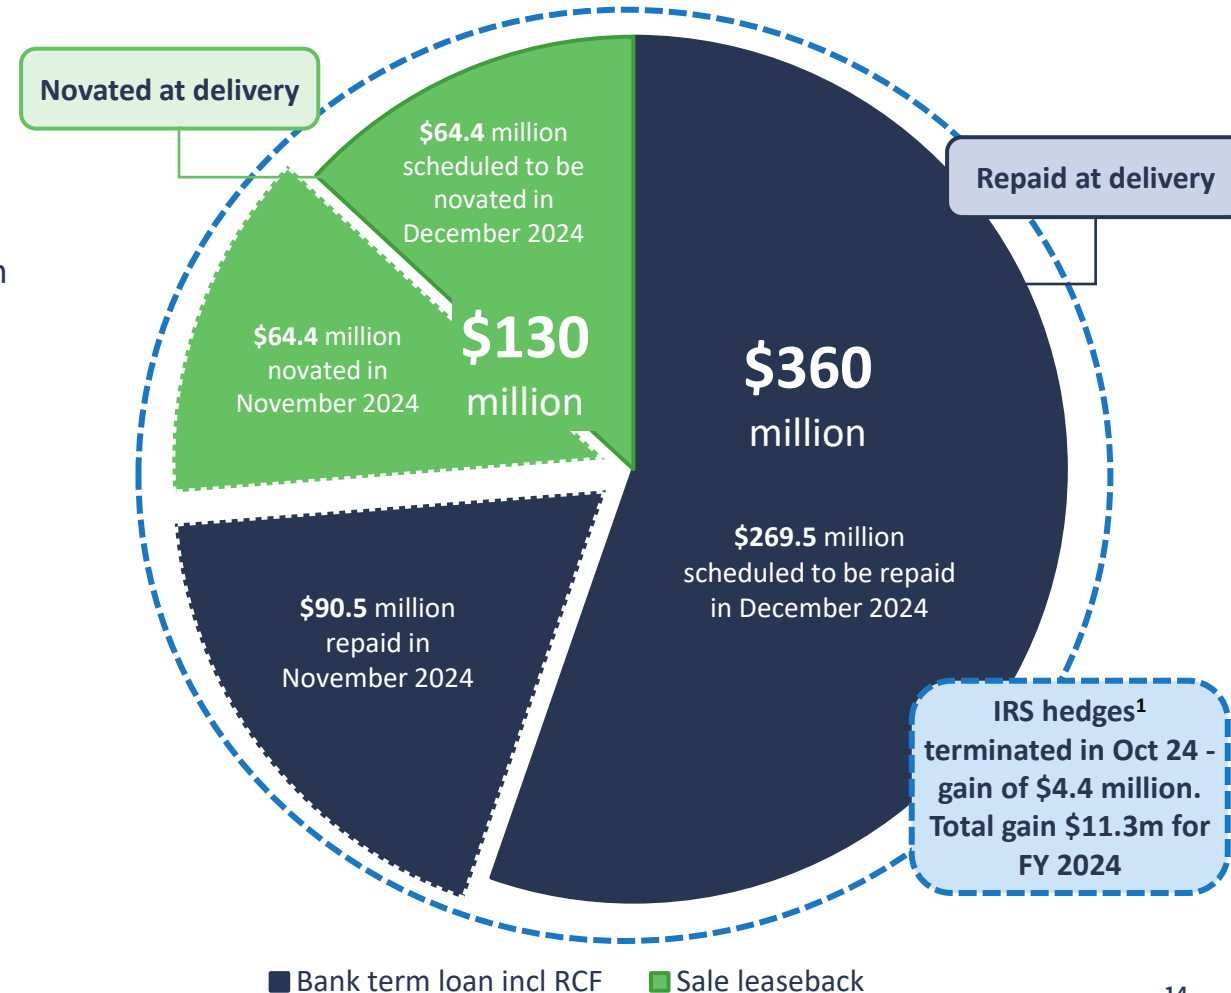 Novated at delivery
$64.4 million
scheduled to be
novated in
December 2024
Repaid at delivery
$64.4 million
novated in
November 2024
$130
million
$360
million
$269.5 million
scheduled to be repaid
in December 2024
$90.5 million
repaid in
November 2024
IRS hedges¹
terminated in Oct 24 -
gain of $4.4 million.
Total gain $11.3m for
FY 2024
Bank term loan incl RCF
Sale leaseback